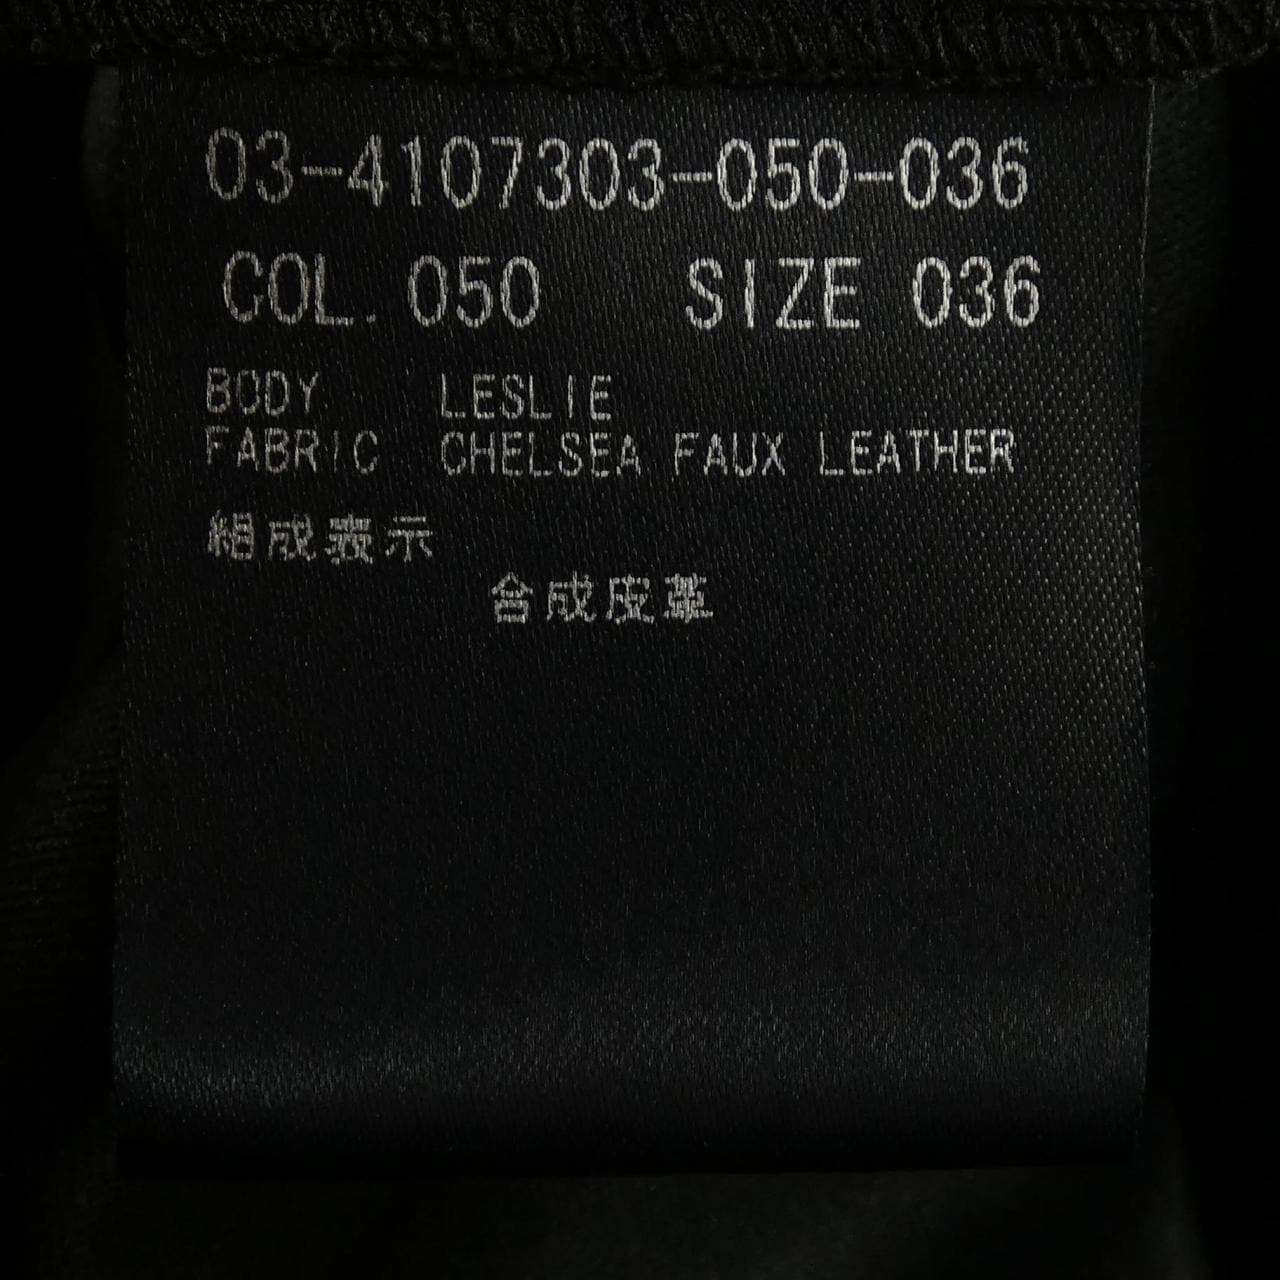 03-4107303-050-036
COL. 050 SIZE 036
BODY LESLIE
FABRIC CHELSEA FAUX LEATHER
組成表示
合成皮革